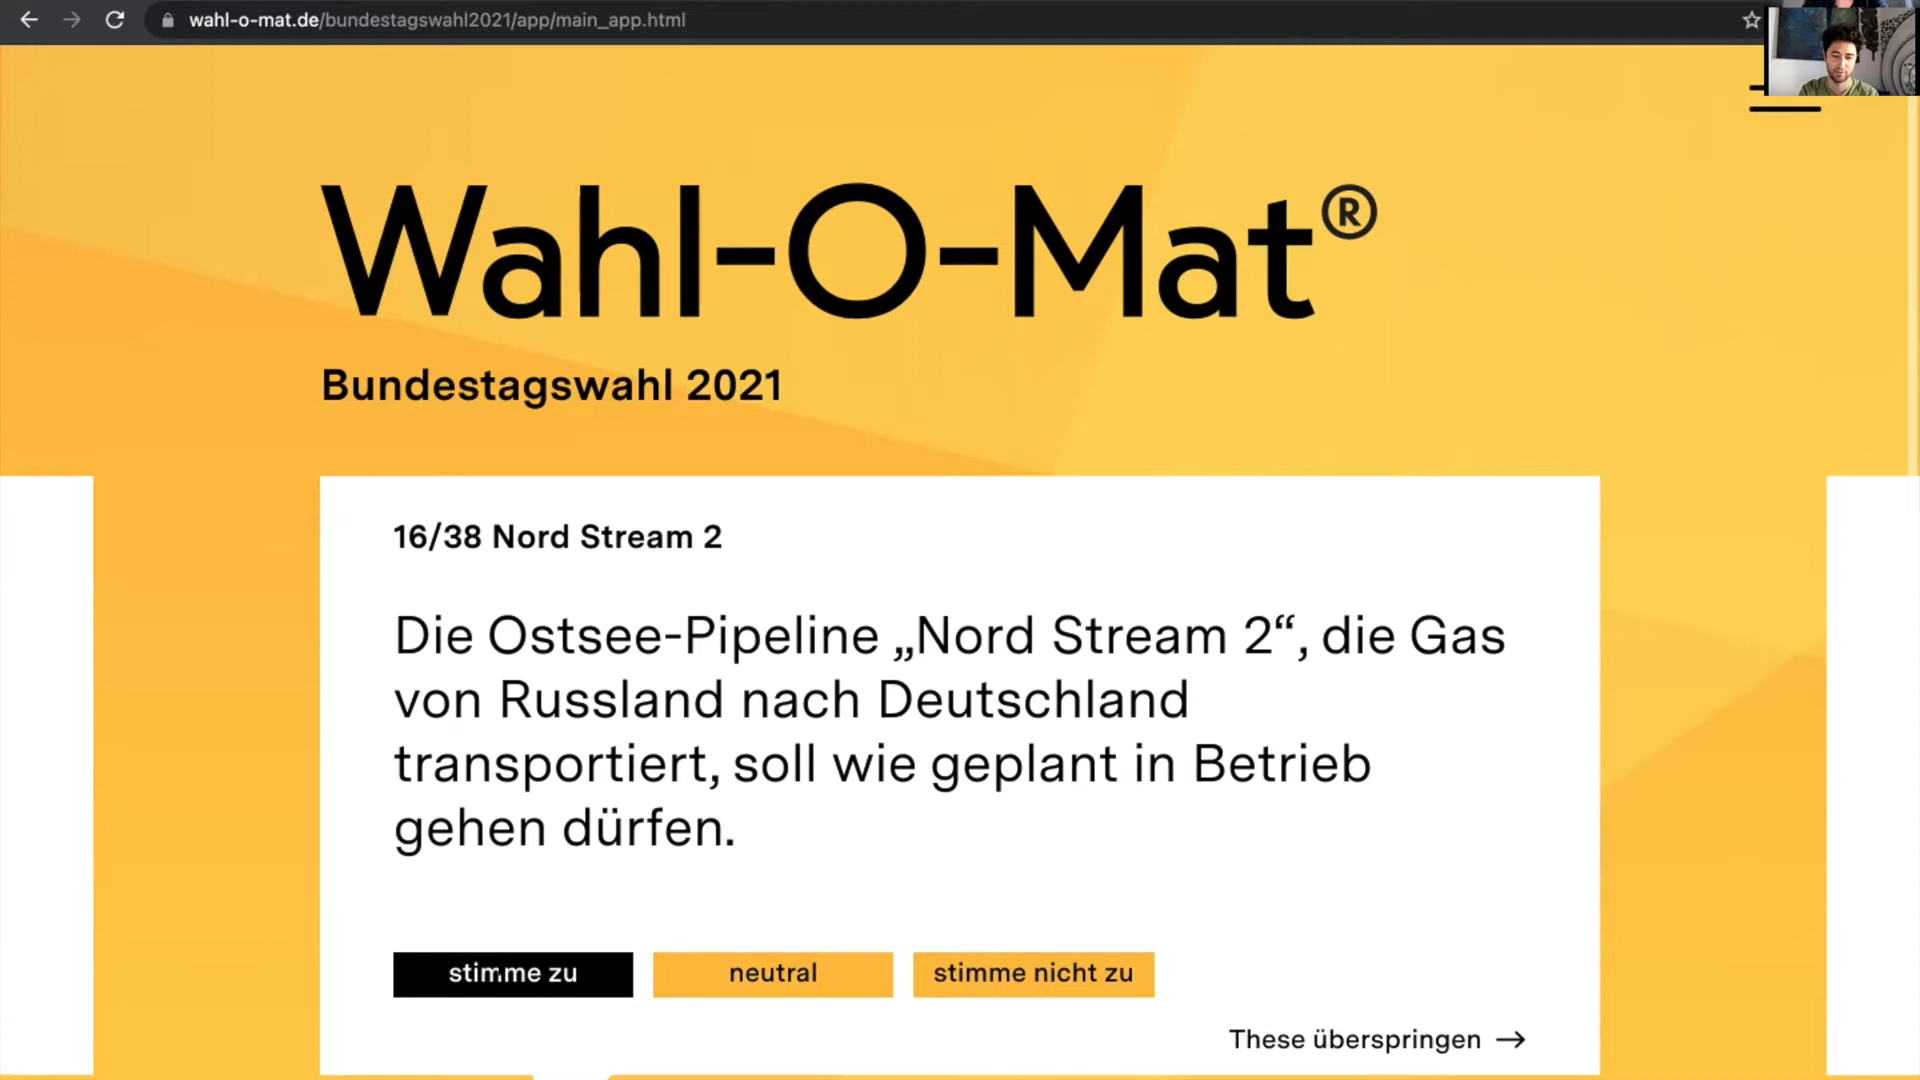 wahl-o-mat.de/bundestagswahl2021/app/main_app.html
Wahl-O-Mat®
Bundestagswahl 2021
16/38 Nord Stream 2
Die Ostsee-Pipeline „Nord Stream 2“, die Gas
von Russland nach Deutschland
transportiert, soll wie geplant in Betrieb
gehen dürfen.
stimme zu
neutral
stimme nicht zu
These überspringen →